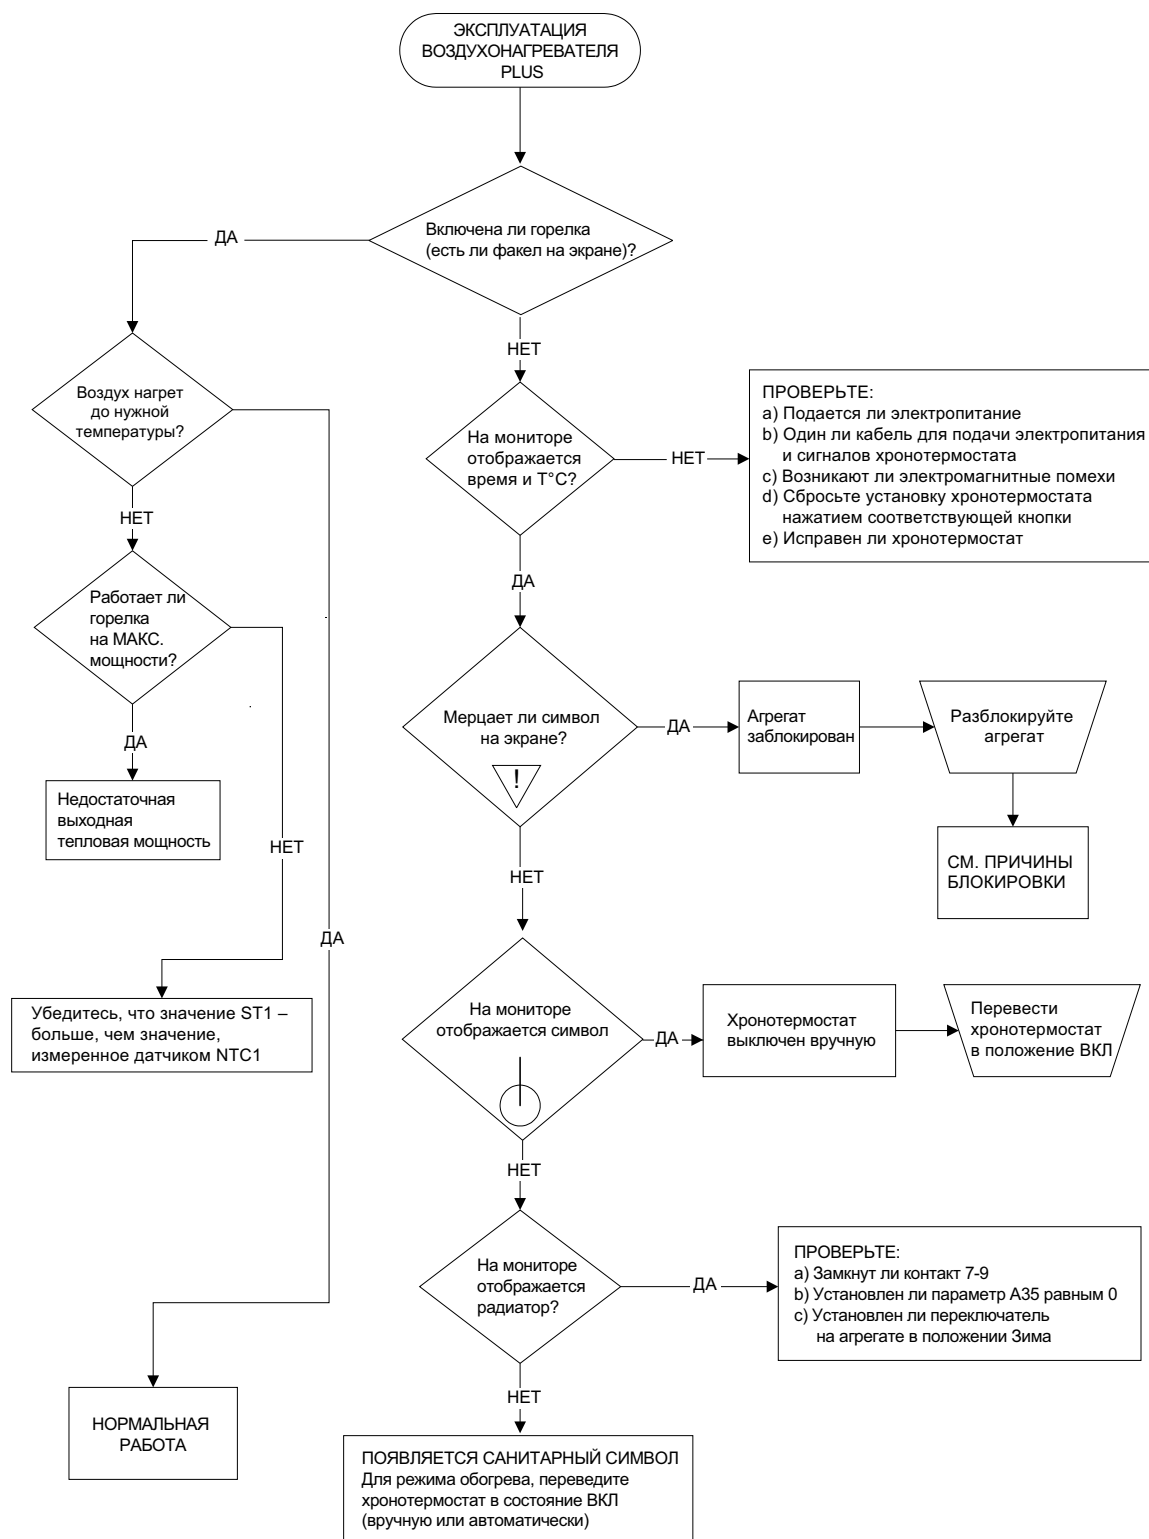 ЭКСПЛУАТАЦИЯ
ВОЗДУХОНАГРЕВАТЕЛЯ
PLUS
Включена ли горелка
(есть ли факел на экране)?
ДА
НЕТ
Воздух нагрет
до нужной
температуры?
НЕТ
ДА
Работает ли
горелка
на МАКС.
мощности?
ДА
НЕТ
Недостаточная
выходная
тепловая мощность
Убедитесь, что значение ST1 –
больше, чем значение,
измеренное датчиком NTC1
НОРМАЛЬНАЯ
РАБОТА
На мониторе
отображается
время и T°C?
НЕТ
ПРОВЕРЬТЕ:
a) Подается ли электропитание
b) Один ли кабель для подачи электропитания
и сигналов хронотермостата
c) Возникают ли электромагнитные помехи
d) Сбросьте установку хронотермостата
нажатием соответствующей кнопки
e) Исправен ли хронотермостат
ДА
Мерцает ли символ
на экране?
!
ДА
Агрегат
заблокирован
Разблокируйте
агрегат
СМ. ПРИЧИНЫ
БЛОКИРОВКИ
НЕТ
На мониторе
отображается символ
ДА
Хронотермостат
выключен вручную
Перевести
хронотермостат
в положение ВКЛ
НЕТ
На мониторе
отображается
радиатор?
ДА
ПРОВЕРЬТЕ:
a) Замкнут ли контакт 7-9
b) Установлен ли параметр А35 равным 0
c) Установлен ли переключатель
на агрегате в положении Зима
НЕТ
ПОЯВЛЯЕТСЯ САНИТАРНЫЙ СИМВОЛ
Для режима обогрева, переведите
хронотермостат в состояние ВКЛ
(вручную или автоматически)